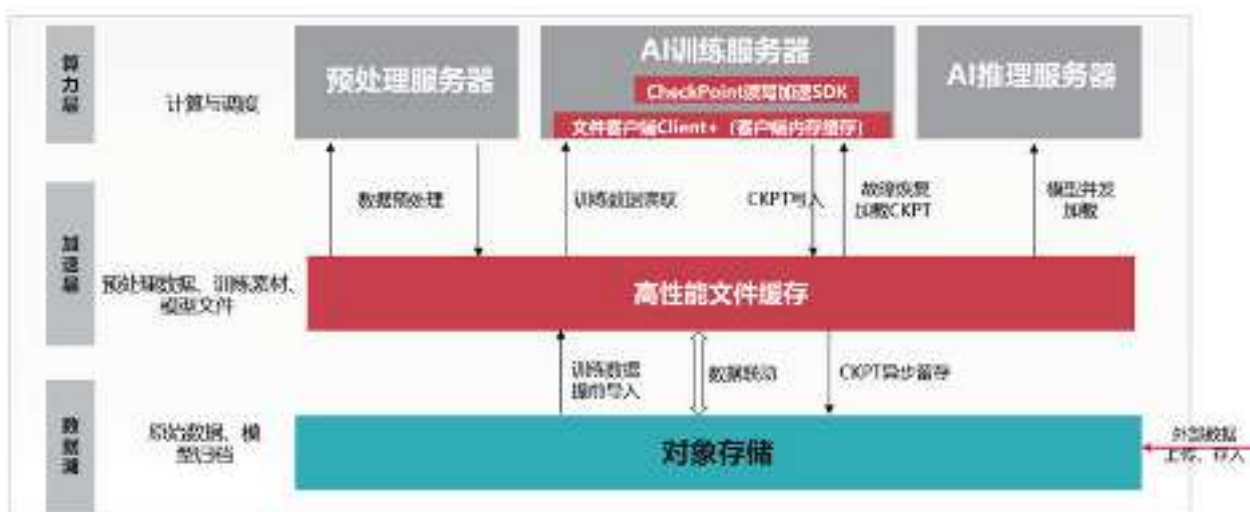 算力层
计算与调度
预处理服务器
AI训练服务器
CheckPoint读写加速SDK
文件客户端Client+（客户端内存缓存）
AI推理服务器
数据预处理
训练数据读取
CKPT写入
故障恢复
加载CKPT
模型并发
加载
加速层
预处理数据、训练素材、
模型文件
高性能文件缓存
训练数据
提前导入
数据联动
CKPT异步留存
数据湖
原始数据、模
型归档
对象存储
外部数据
上传、存入